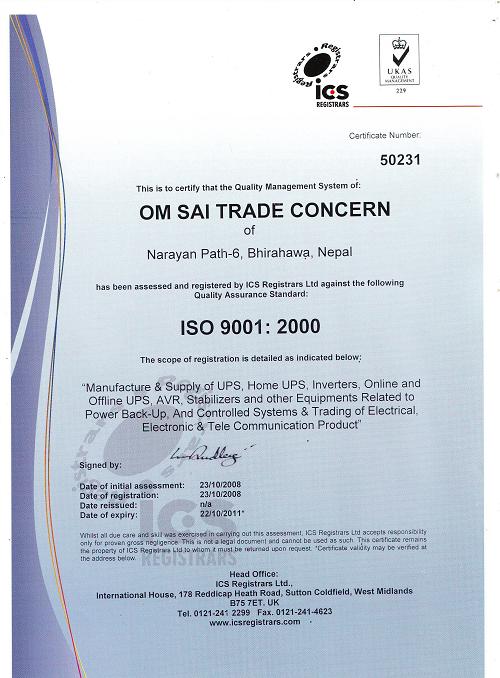 Registrars
Registrars
ics
REGISTRARS
UKAS
QUALITY
MANAGEMENT
229
Certificate Number:
50231
This is to certify that the Quality Management System of:
OM SAI TRADE CONCERN
of
Narayan Path-6, Bhirahawa, Nepal
has been assessed and registered by ICS Registrars Ltd against the following
Quality Assurance Standard:
ISO 9001: 2000
The scope of registration is detailed as indicated below:
“Manufacture & Supply of UPS, Home UPS, Inverters, Online and
Offline UPS, AVR, Stabilizers and other Equipments Related to
Power Back-Up, And Controlled Systems & Trading of Electrical,
Electronic & Tele Communication Product”
Signed by:
Date of initial assessment: 23/10/2008
Date of registration: 23/10/2008
Date reissued: n/a
Date of expiry: 22/10/2011*
Whilst all due care and skill was exercised in carrying out this assessment, ICS Registrars Ltd accepts responsibility
only for proven gross negligence. This is not a legal document and cannot be used as such. This certificate remains
the property of ICS Registrars Ltd to whom it must be returned upon request. *Certificate validity may be verified at
the address below.
ics
REGISTRARS
Head Office:
ICS Registrars Ltd.,
International House, 178 Reddicap Heath Road, Sutton Coldfield, West Midlands
B75 7ET. UK
Tel. 0121-241 2299 Fax. 0121-241-4623
www.icsregistrars.com